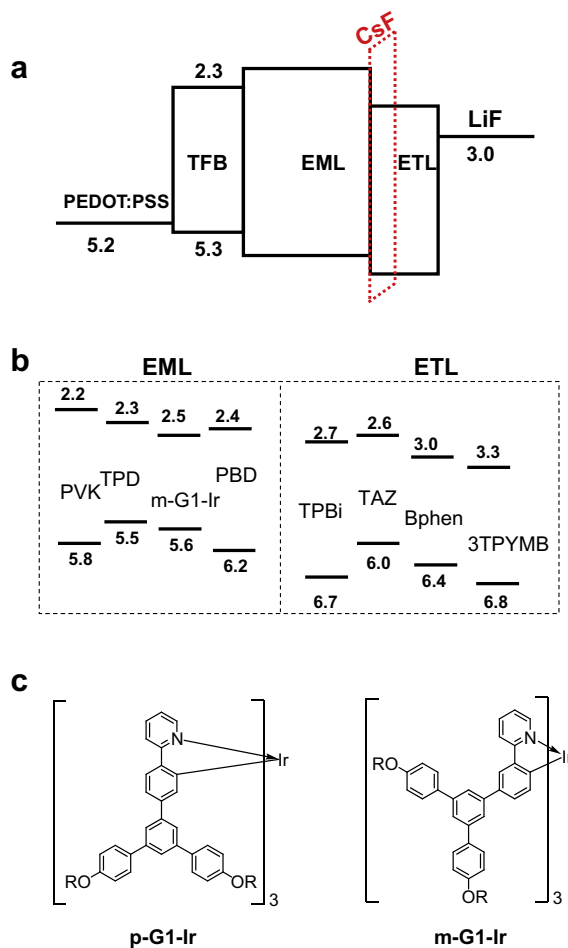 a
CsF
2.3
LiF
TFB
EML
ETL
3.0
PEDOT:PSS
5.2
5.3
b
EML
ETL
2.2
2.3
2.5
2.4
2.7
2.6
3.0
3.3
PVK
TPD
m-G1-Ir
PBD
TPBi
TAZ
Bphen
3TPYMB
5.8
5.5
5.6
6.2
6.7
6.0
6.4
6.8
c
N
Ir
RO
OR
3
p-G1-Ir
N
Ir
RO
OR
3
m-G1-Ir